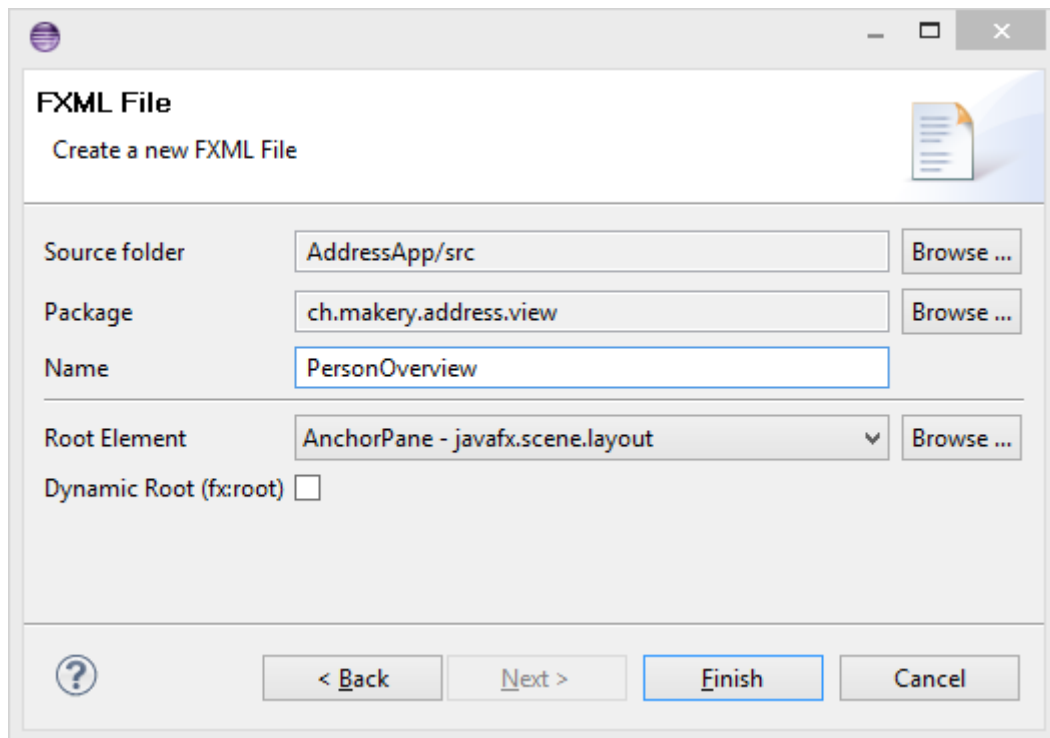 FXML File
Create a new FXML File
Source folder AddressApp/src Browse ...
Package ch.makery.address.view Browse ...
Name PersonOverview
Root Element AnchorPane - javafx.scene.layout Browse ...
Dynamic Root (fx:root)
? < Back Next > Finish Cancel